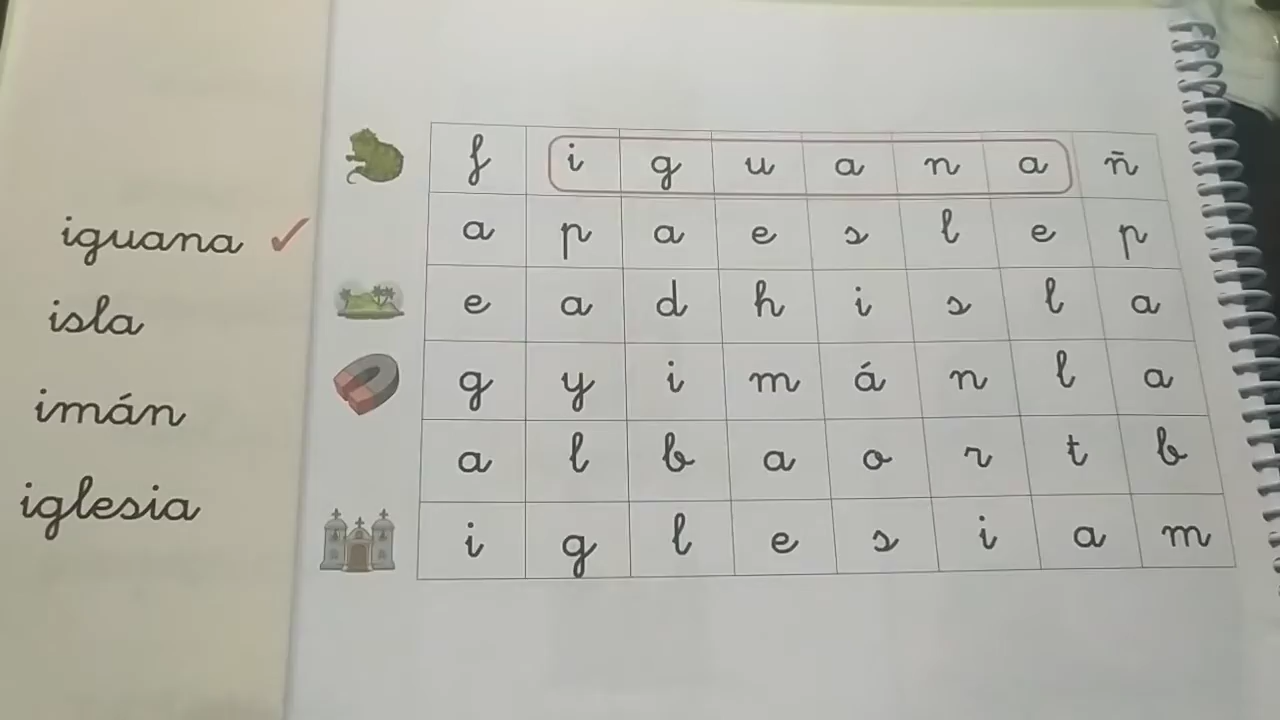 iguana ✓
isla
imán
iglesia
f i g u a n a ñ
a p a e s l e p
e a d h i s l a
g y i m á n l a
a l b a o r t b
i g l e s i a m